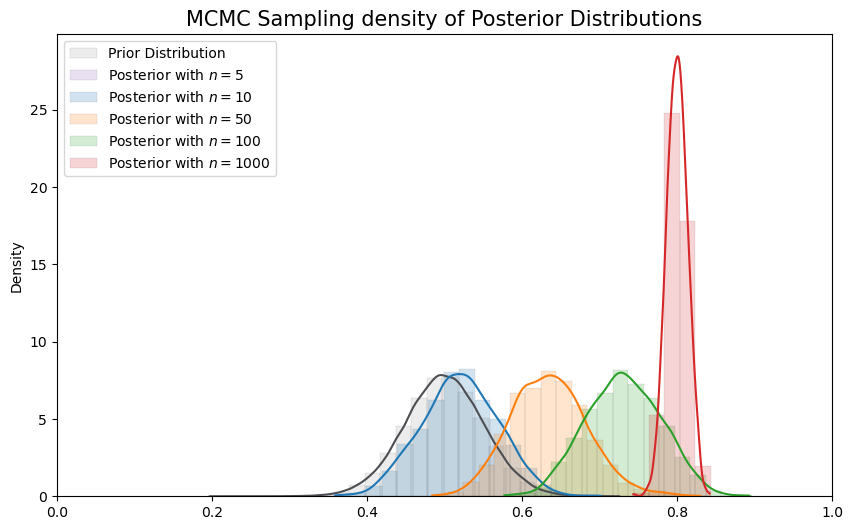 MCMC Sampling density of Posterior Distributions
Prior Distribution
Posterior with n = 5
Posterior with n = 10
Posterior with n = 50
Posterior with n = 100
Posterior with n = 1000
25
20
15
10
5
0
Density
0.0 0.2 0.4 0.6 0.8 1.0